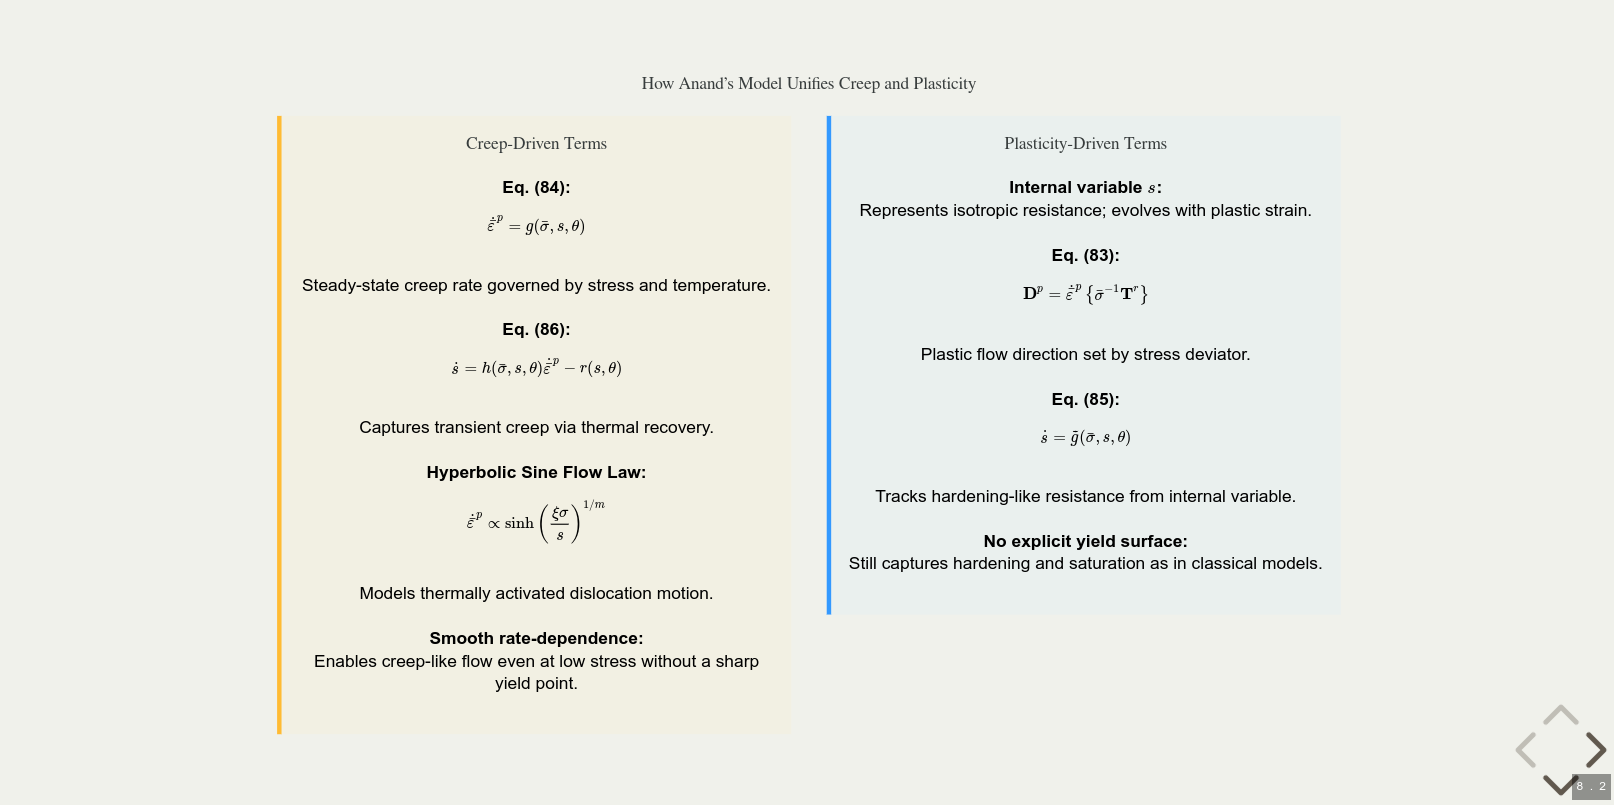 How Anand’s Model Unifies Creep and Plasticity
Creep-Driven Terms
Eq. (84):
$\dot{\bar{\varepsilon}}^p = g(\bar{\sigma}, s, \theta)$
Steady-state creep rate governed by stress and temperature.
Eq. (86):
$\dot{s} = h(\bar{\sigma}, s, \theta)\dot{\bar{\varepsilon}}^p - r(s, \theta)$
Captures transient creep via thermal recovery.
Hyperbolic Sine Flow Law:
$\dot{\bar{\varepsilon}}^p \propto \sinh\left(\frac{\xi\sigma}{s}\right)^{1/m}$
Models thermally activated dislocation motion.
Smooth rate-dependence:
Enables creep-like flow even at low stress without a sharp
yield point.
Plasticity-Driven Terms
Internal variable $s$:
Represents isotropic resistance; evolves with plastic strain.
Eq. (83):
$\mathbf{D}^p = \dot{\bar{\varepsilon}}^p \left\{\bar{\sigma}^{-1}\mathbf{T}^r\right\}$
Plastic flow direction set by stress deviator.
Eq. (85):
$\dot{s} = \tilde{g}(\bar{\sigma}, s, \theta)$
Tracks hardening-like resistance from internal variable.
No explicit yield surface:
Still captures hardening and saturation as in classical models.
8 . 2